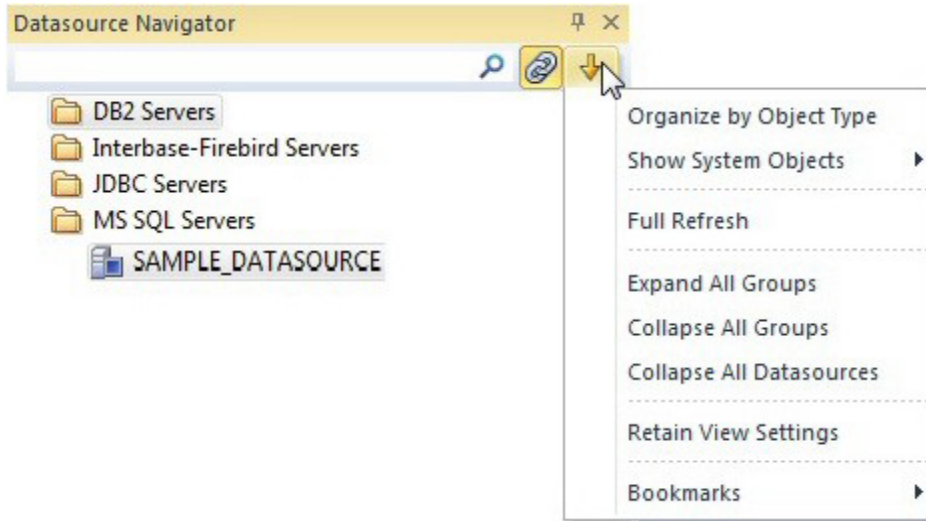 Datasource Navigator
DB2 Servers
Interbase-Firebird Servers
JDBC Servers
MS SQL Servers
SAMPLE_DATASOURCE
Organize by Object Type
Show System Objects
Full Refresh
Expand All Groups
Collapse All Groups
Collapse All Datasources
Retain View Settings
Bookmarks